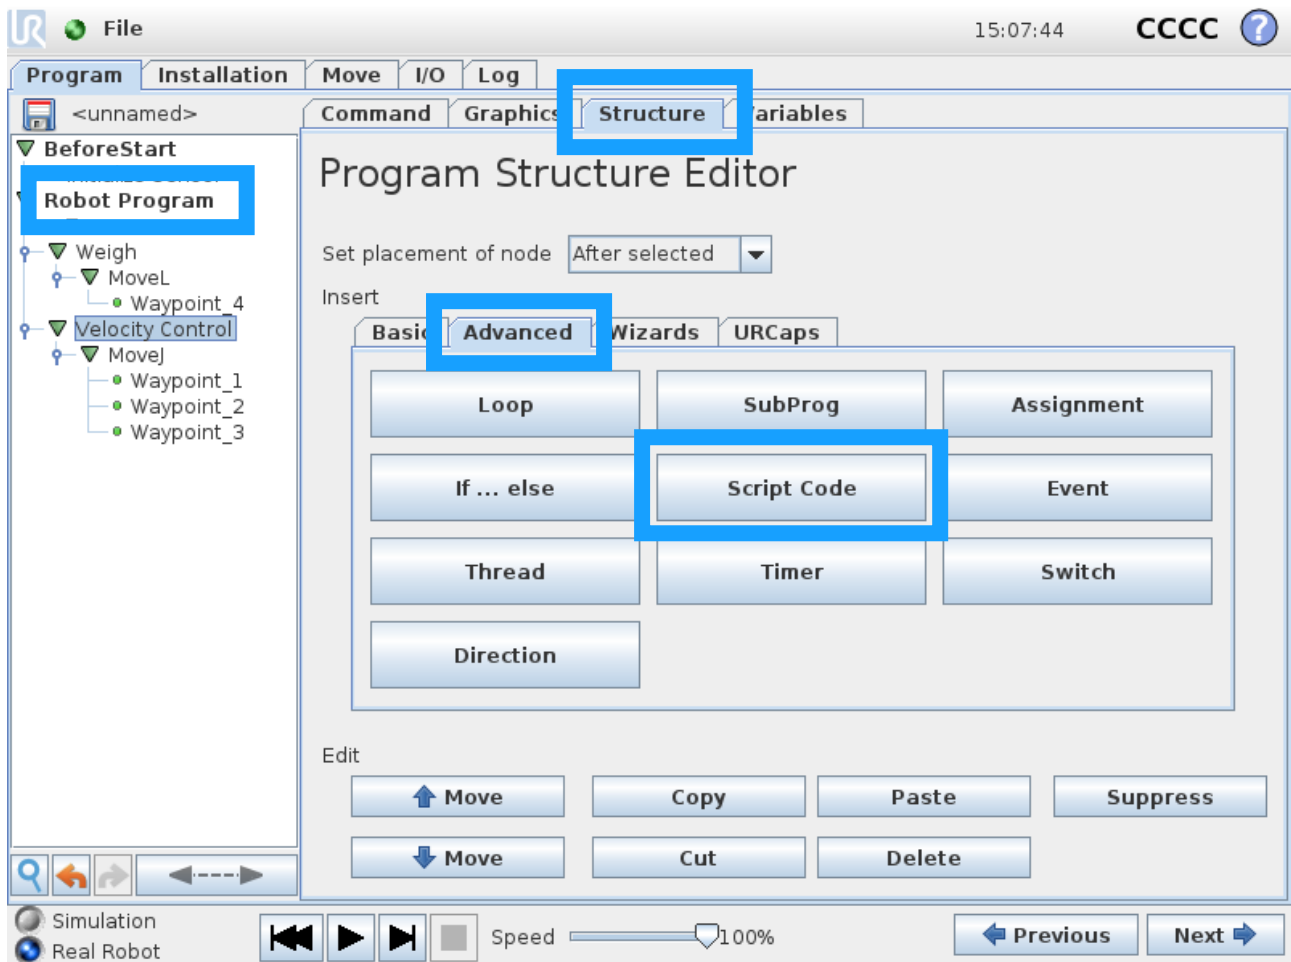 UR File 15:07:44 CCCC ?
Program Installation Move I/O Log
<unnamed> Command Graphics Structure Variables
BeforeStart
Robot Program
Weigh
MoveL
Waypoint_4
Velocity Control
MoveJ
Waypoint_1
Waypoint_2
Waypoint_3
Program Structure Editor
Set placement of node After selected
Insert
Basic Advanced Wizards URCaps
Loop SubProg Assignment
If ... else Script Code Event
Thread Timer Switch
Direction
Edit
Move Copy Paste Suppress
Move Cut Delete
Simulation
Real Robot
Speed 100% Previous Next